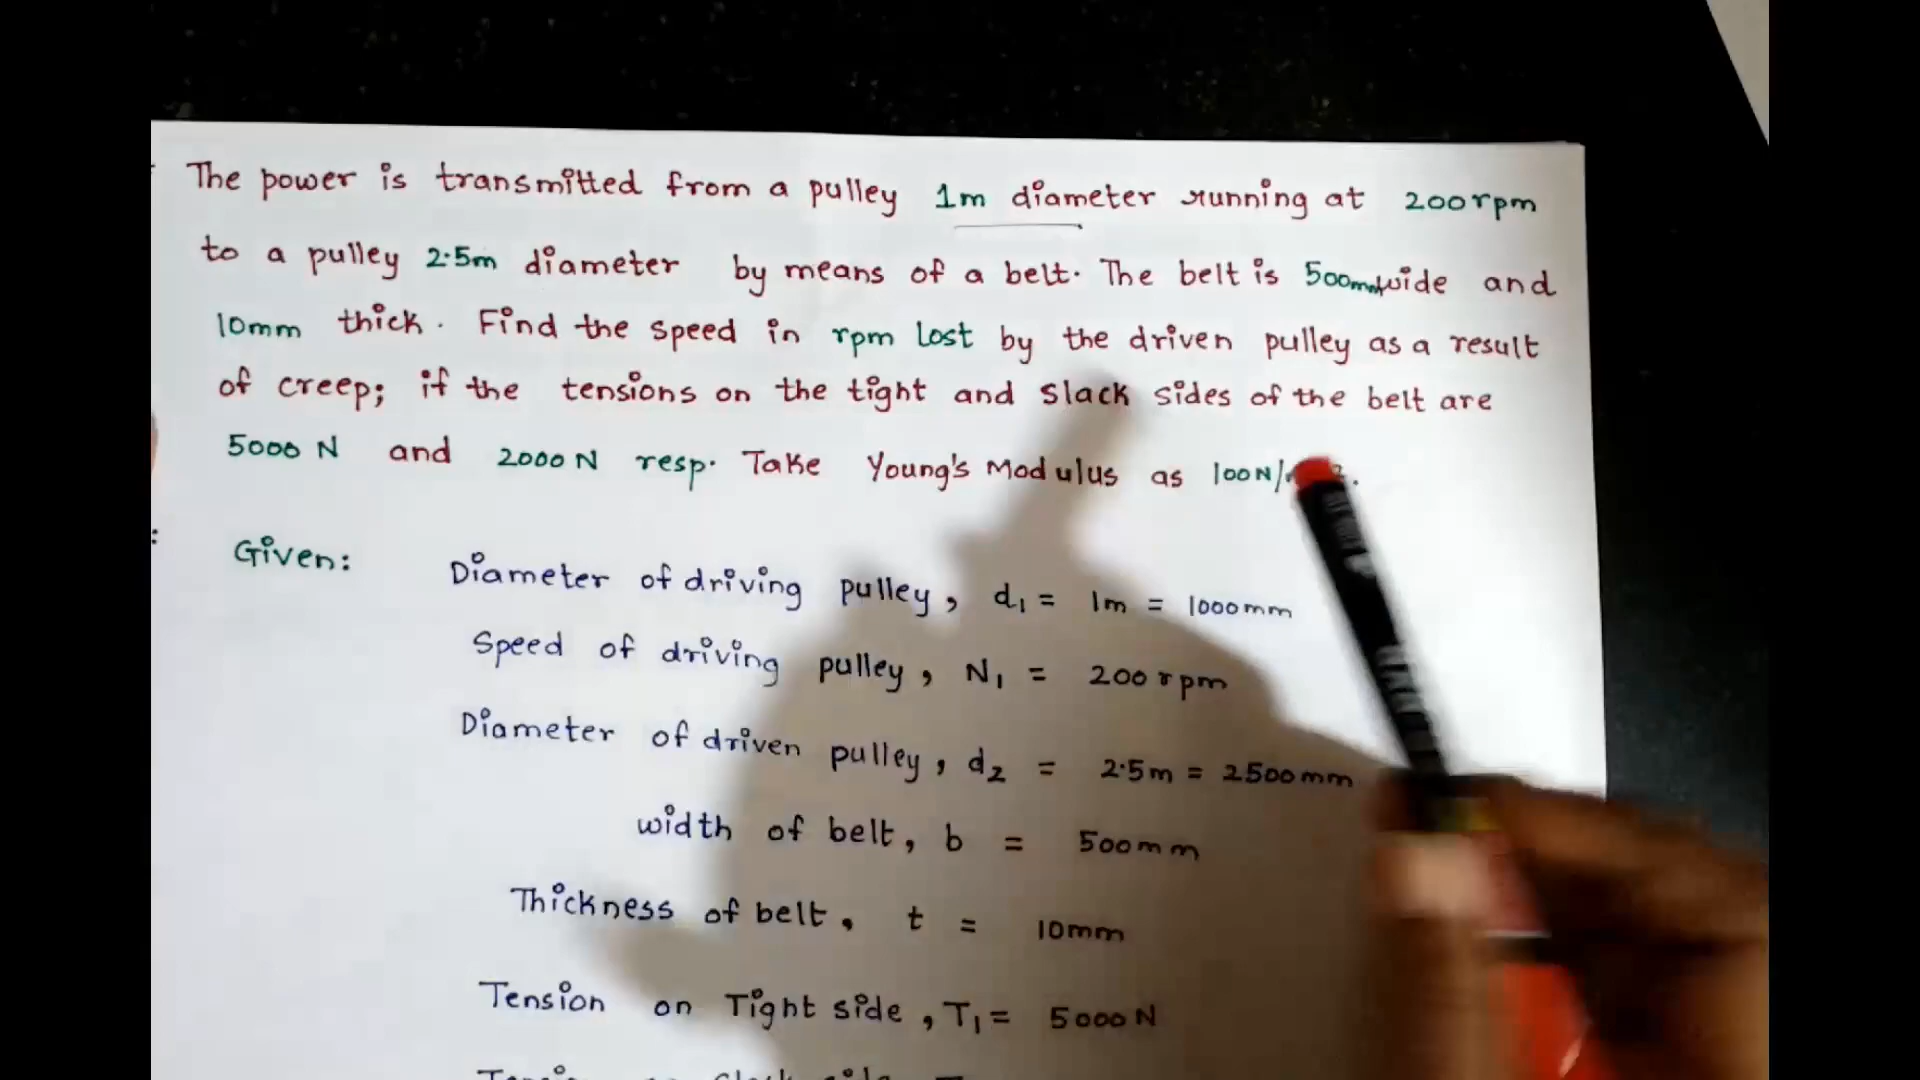 The power is transmitted from a pulley 1m diameter running at 200rpm
to a pulley 2.5m diameter by means of a belt. The belt is 500mm wide and
10mm thick. Find the speed in rpm lost by the driven pulley as a result
of creep; if the tensions on the tight and slack sides of the belt are
5000 N and 2000 N resp. Take Young's Modulus as 100N/
Given: Diameter of driving pulley, d1 = 1m = 1000mm
Speed of driving pulley, N1 = 200 rpm
Diameter of driven pulley, d2 = 2.5m = 2500mm
width of belt, b = 500mm
Thickness of belt, t = 10mm
Tension on Tight side, T1 = 5000 N